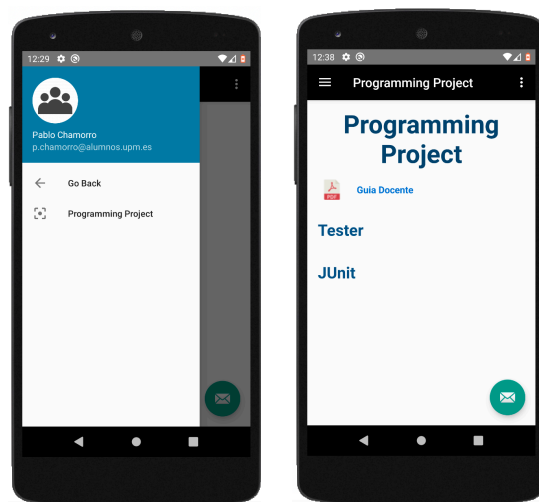 12:29
Pablo Chamorro
p.chamorro@alumnos.upm.es
Go Back
Programming Project
12:38
Programming Project
Programming
Project
PDF
Guia Docente
Tester
JUnit